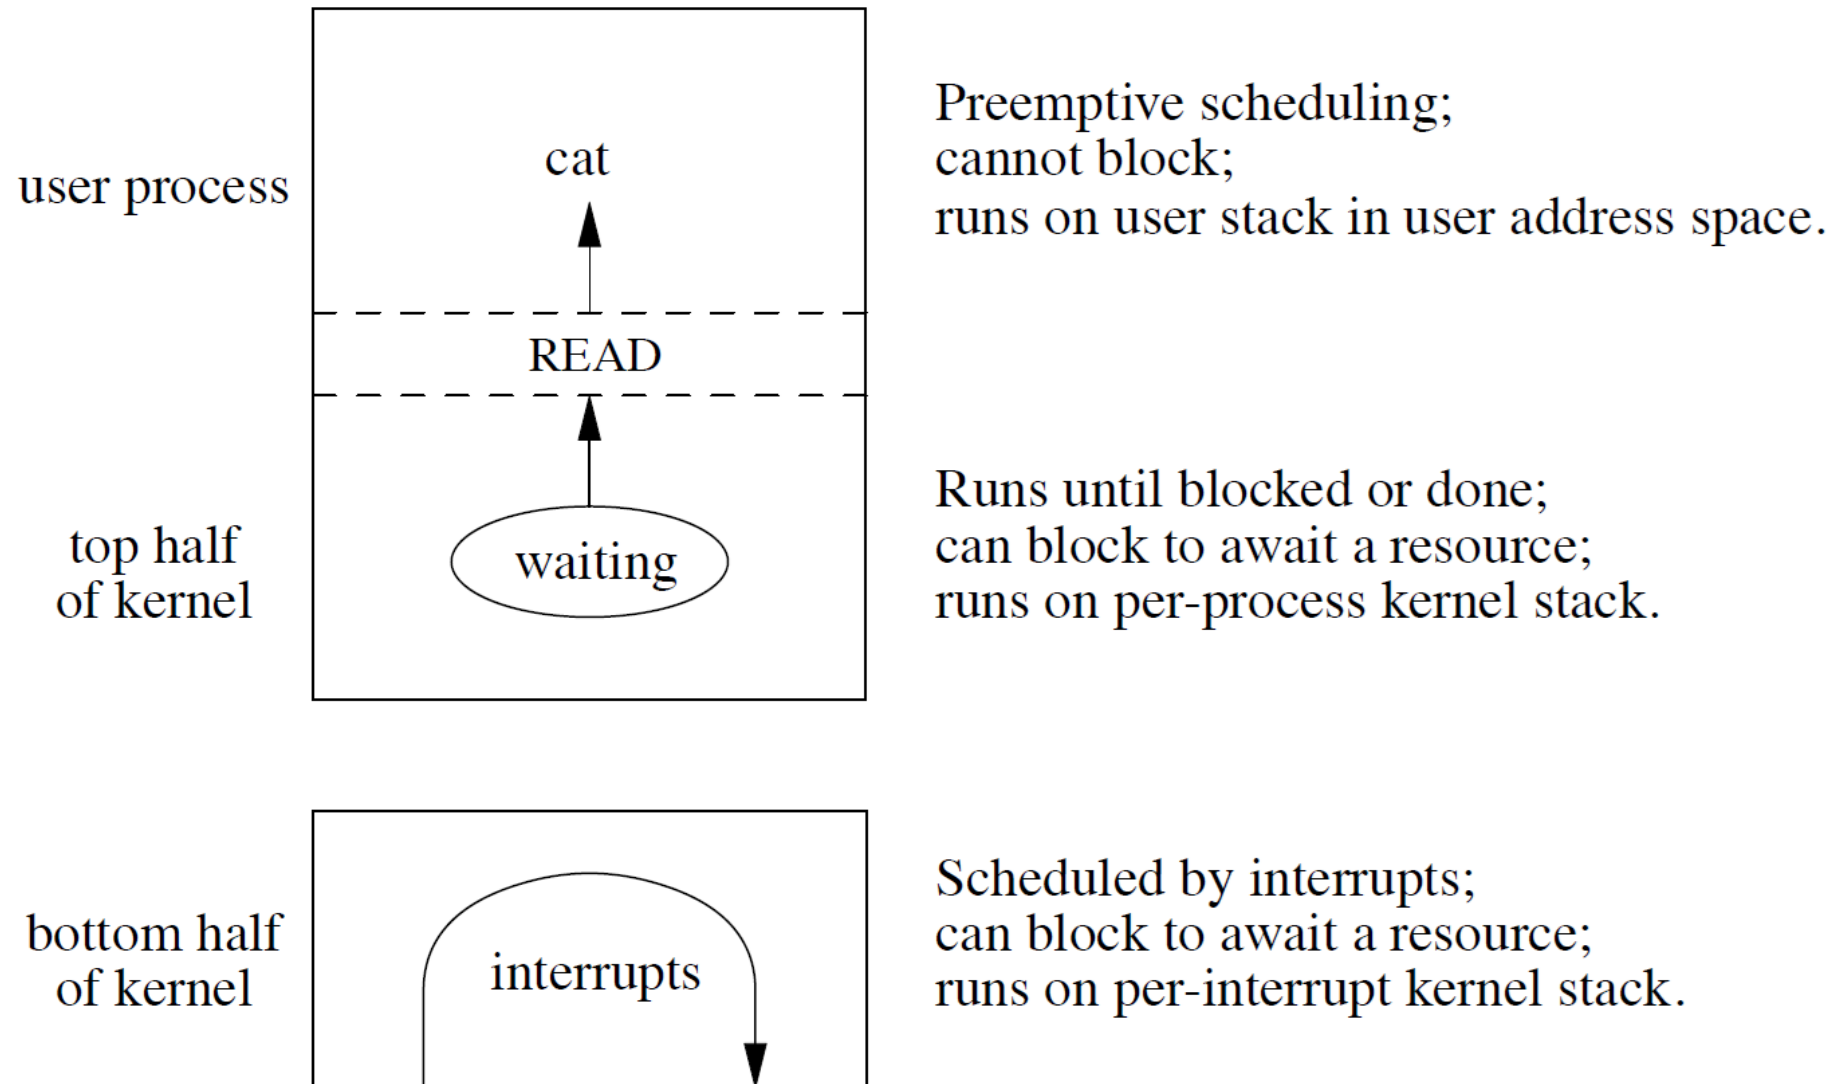 user process
cat
Preemptive scheduling;
cannot block;
runs on user stack in user address space.
READ
top half
of kernel
waiting
Runs until blocked or done;
can block to await a resource;
runs on per-process kernel stack.
bottom half
of kernel
interrupts
Scheduled by interrupts;
can block to await a resource;
runs on per-interrupt kernel stack.